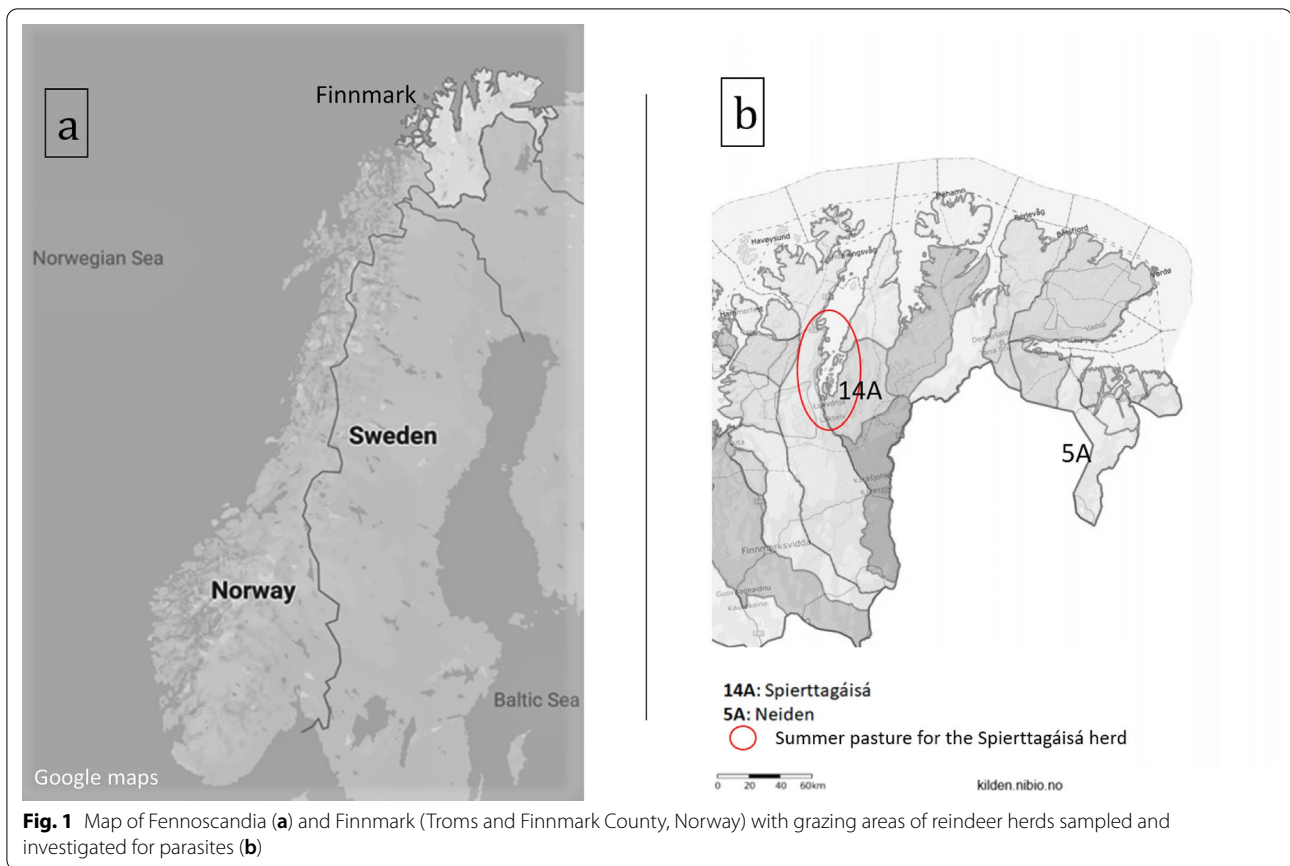 Finnmark
a
Norwegian Sea
Sweden
Norway
Baltic Sea
Google maps
b
Havøysund
Berlevåg
Båtsfjord
Vardø
Vadsø
14A
5A
Finnmarksvidda
14A: Spierttagáisá
5A: Neiden
Summer pasture for the Spierttagáisá herd
0 20 40 60km
kilden.nibio.no
Fig. 1 Map of Fennoscandia (a) and Finnmark (Troms and Finnmark County, Norway) with grazing areas of reindeer herds sampled and
investigated for parasites (b)